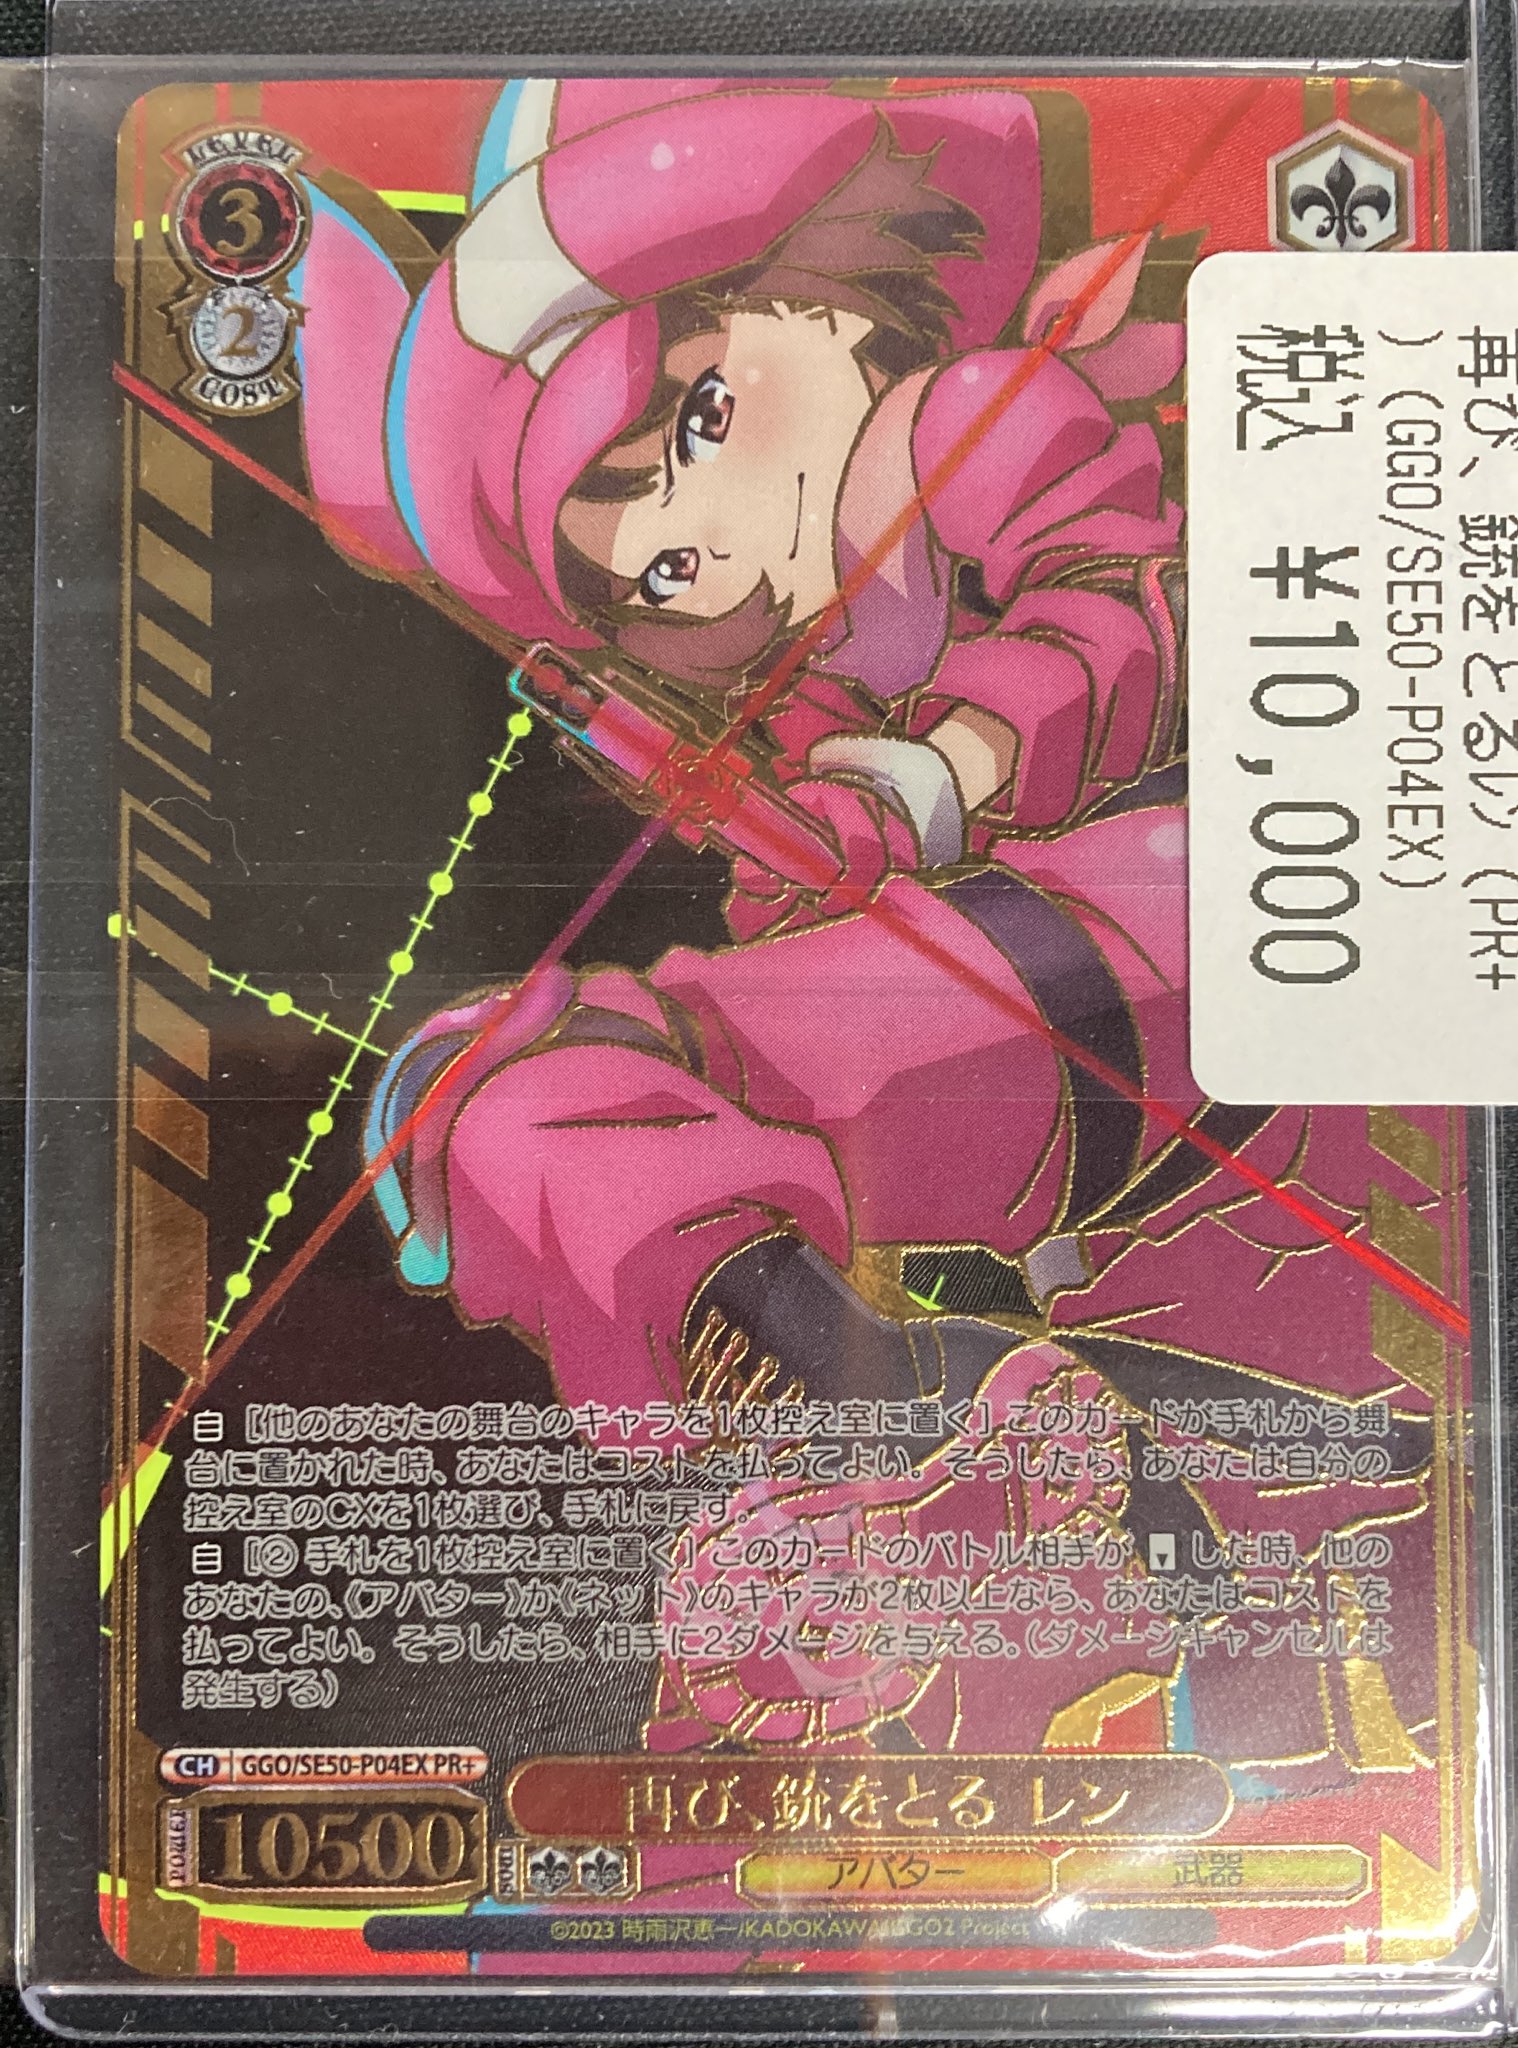 LEVEL
3
2
COST
再び、銃をとるレン(PR+
)(GGO/SE50-P04EX)
税込 ¥10,000
自 [他のあなたの舞台のキャラを1枚控え室に置く] このカードが手札から舞
台に置かれた時、あなたはコストを払ってよい。そうしたら、あなたは自分の
控え室のCXを1枚選び、手札に戻す。
自 [② 手札を1枚控え室に置く] このカードのバトル相手が した時、他の
あなたの、《アバター》か《ネット》のキャラが2枚以上なら、あなたはコストを
払ってよい。そうしたら、相手に2ダメージを与える。(ダメージキャンセルは
発生する)
CH GGO/SE50-P04EX PR+
再び、銃をとる レン
POWER 10500
SOUL
アバター 武器
©2023 時雨沢恵一/KADOKAWA/GGO2 Project